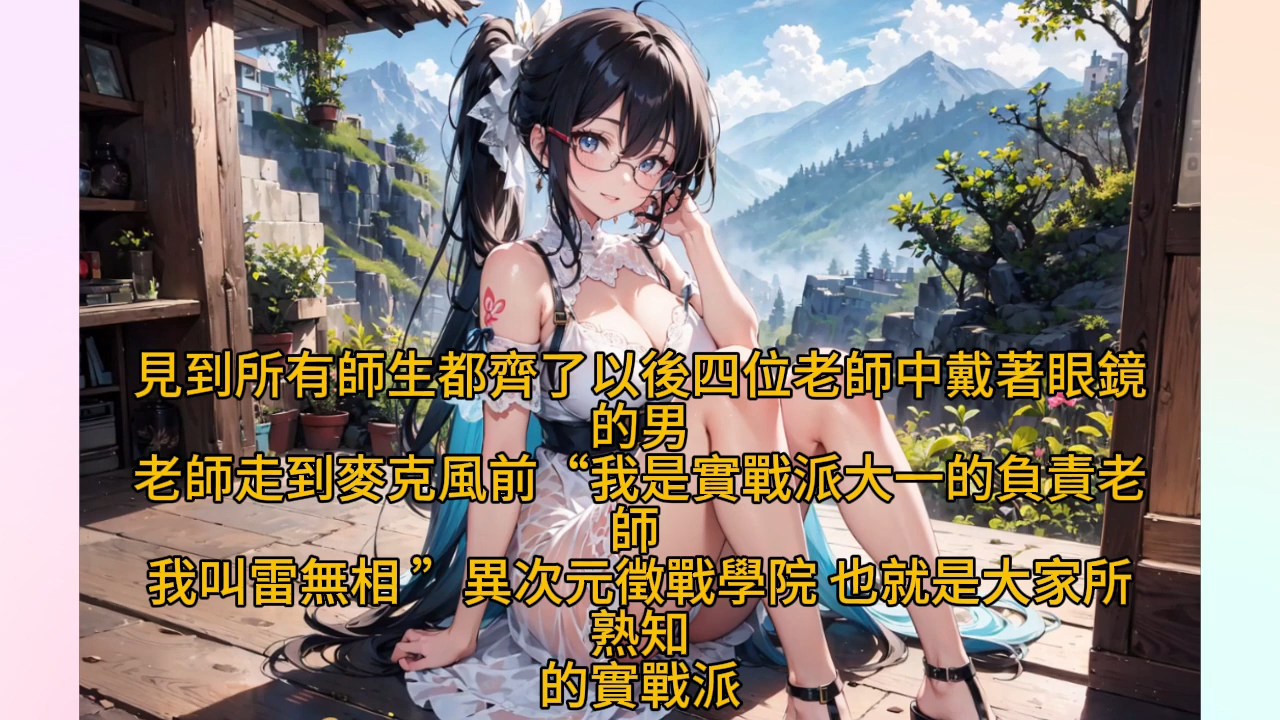 見到所有師生都齊了以後四位老師中戴著眼鏡
的男
老師走到麥克風前“我是實戰派大一的負責老
師
我叫雷無相” 異次元徵戰學院 也就是大家所
熟知
的實戰派